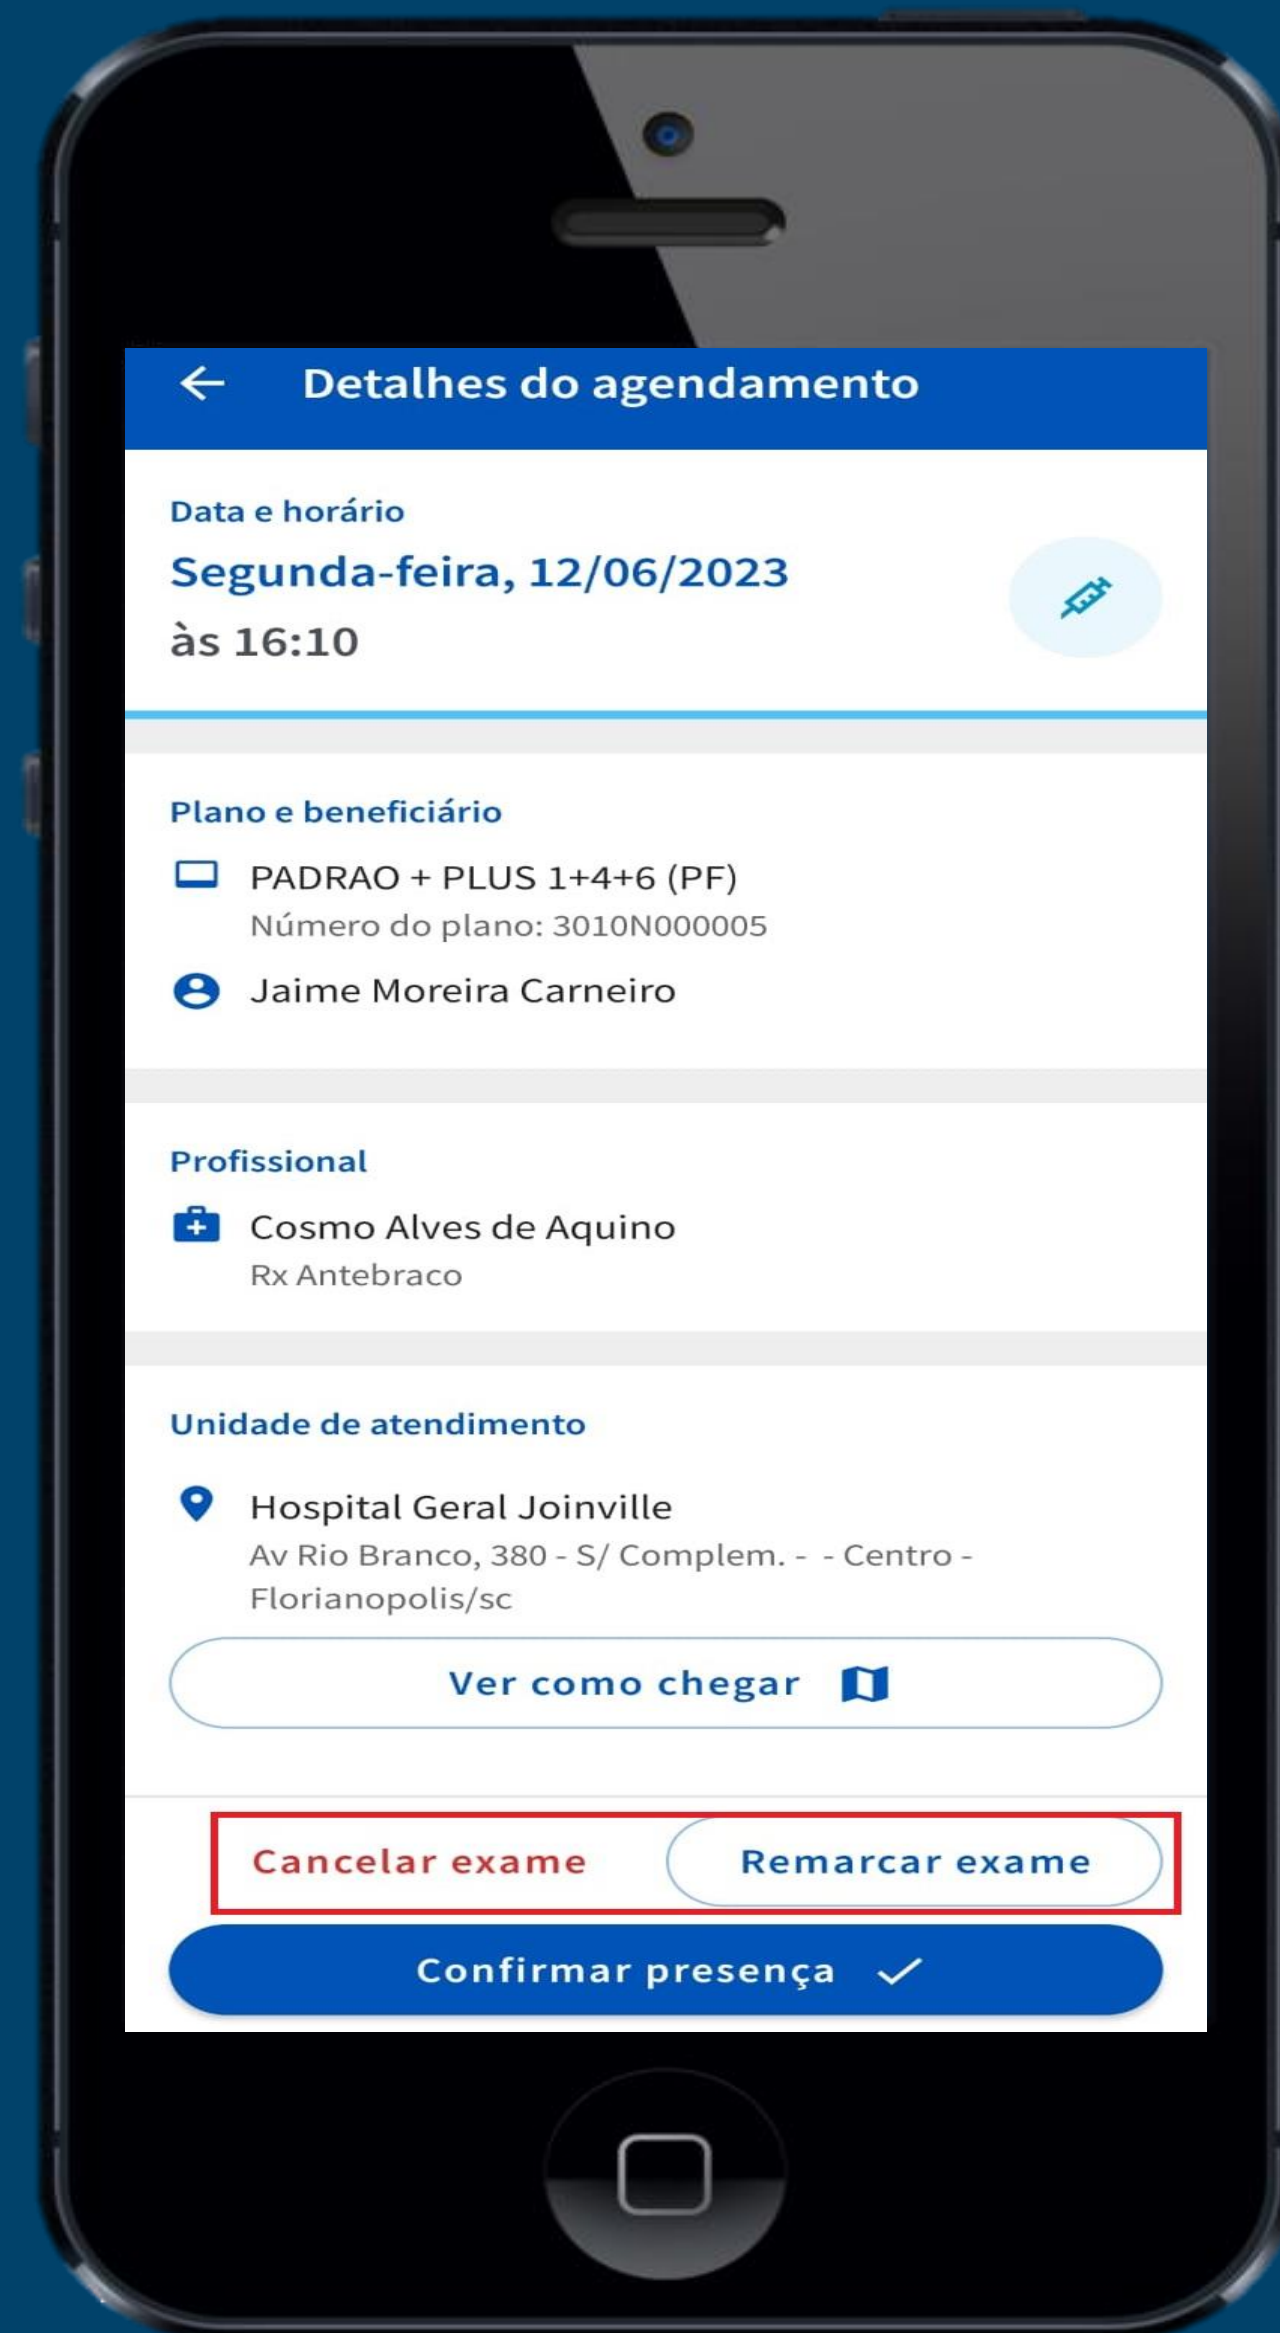 Detalhes do agendamento
Data e horário
Segunda-feira, 12/06/2023
às 16:10
Plano e beneficiário
PADRAO + PLUS 1+4+6 (PF)
Número do plano: 3010N000005
Jaime Moreira Carneiro
Profissional
Cosmo Alves de Aquino
Rx Antebraco
Unidade de atendimento
Hospital Geral Joinville
Av Rio Branco, 380 - S/ Complem. - - Centro -
Florianopolis/sc
Ver como chegar
Cancelar exame
Remarcar exame
Confirmar presença